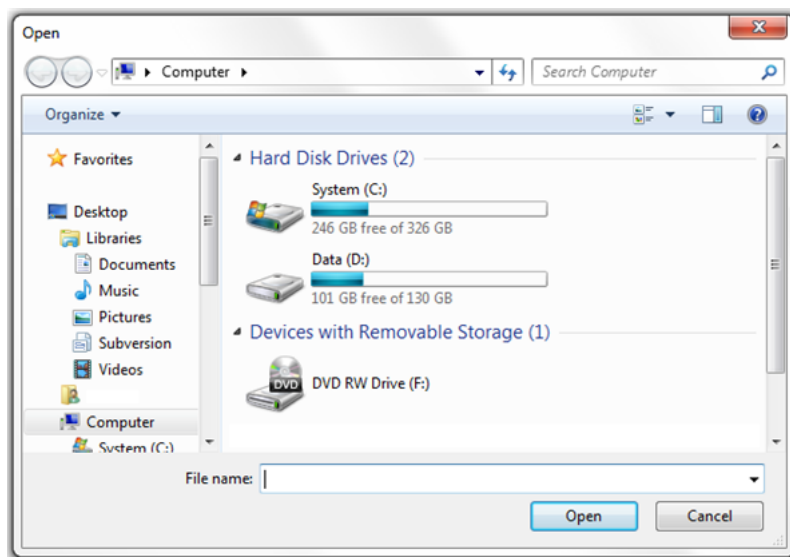 Open
Computer
Search Computer
Organize
Favorites
Desktop
Libraries
Documents
Music
Pictures
Subversion
Videos
Computer
System (C:)
Hard Disk Drives (2)
System (C:)
246 GB free of 326 GB
Data (D:)
101 GB free of 130 GB
Devices with Removable Storage (1)
DVD
DVD RW Drive (F:)
File name:
Open
Cancel